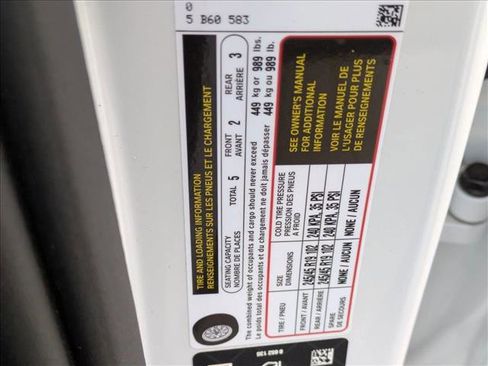 0
5 B60 583
TIRE AND LOADING INFORMATION
RENSEIGNEMENTS SUR LES PNEUS ET LE CHARGEMENT
SEATING CAPACITY
NOMBRE DE PLACES
TOTAL 5
FRONT
AVANT 2
REAR
ARRIÈRE 3
The combined weight of occupants and cargo should never exceed 449 kg or 989 lbs.
Le poids total des occupants et du chargement ne doit jamais dépasser 449 kg ou 989 lb.
TIRE / PNEU
SIZE
DIMENSIONS
COLD TIRE PRESSURE
PRESSION DES PNEUS
A FROID
FRONT / AVANT 245/45 R19 102 240 KPA, 35 PSI
REAR / ARRIÈRE 245/45 R19 102 240 KPA, 35 PSI
SPARE
DE SECOURS
NONE / AUCUN NONE / AUCUN
SEE OWNER'S MANUAL
FOR ADDITIONAL
INFORMATION
VOIR LE MANUEL DE
L'USAGER POUR PLUS
DE RENSEIGNEMENTS